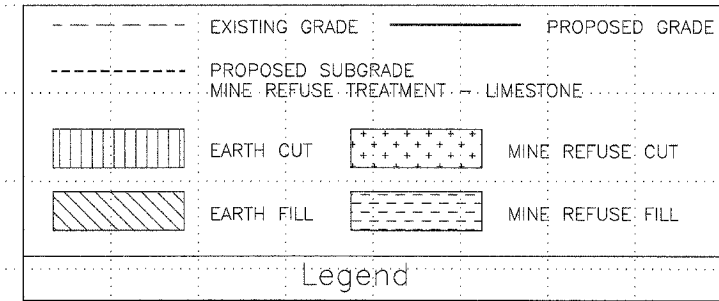 EXISTING GRADE PROPOSED GRADE
PROPOSED SUBGRADE
MINE REFUSE TREATMENT - LIMESTONE
EARTH CUT MINE REFUSE CUT
EARTH FILL MINE REFUSE FILL
Legend